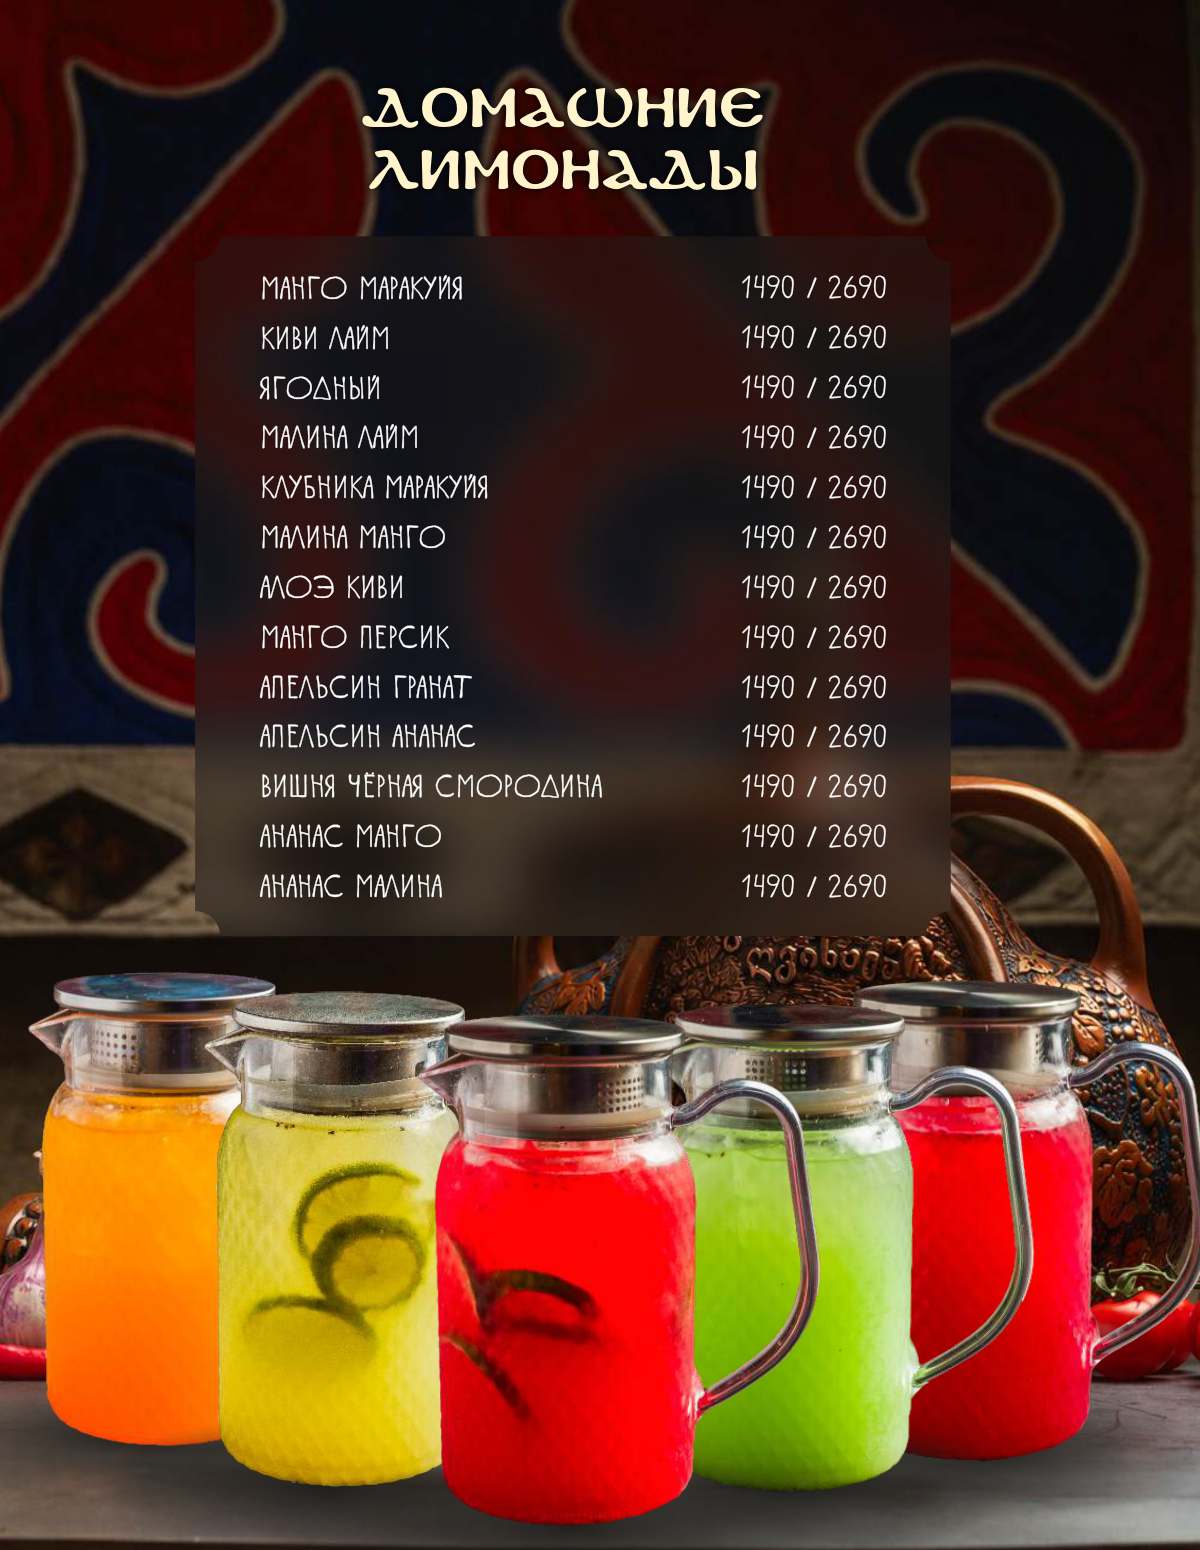 ДОМАШНИЕ
ЛИМОНАДЫ
МАНГО МАРАКУЙЯ 1490 / 2690
КИВИ ЛАЙМ 1490 / 2690
ЯГОДНЫЙ 1490 / 2690
МАЛИНА ЛАЙМ 1490 / 2690
КЛУБНИКА МАРАКУЙЯ 1490 / 2690
МАЛИНА МАНГО 1490 / 2690
АЛОЭ КИВИ 1490 / 2690
МАНГО ПЕРСИК 1490 / 2690
АПЕЛЬСИН ГРАНАТ 1490 / 2690
АПЕЛЬСИН АНАНАС 1490 / 2690
ВИШНЯ ЧЁРНАЯ СМОРОДИНА 1490 / 2690
АНАНАС МАНГО 1490 / 2690
АНАНАС МАЛИНА 1490 / 2690